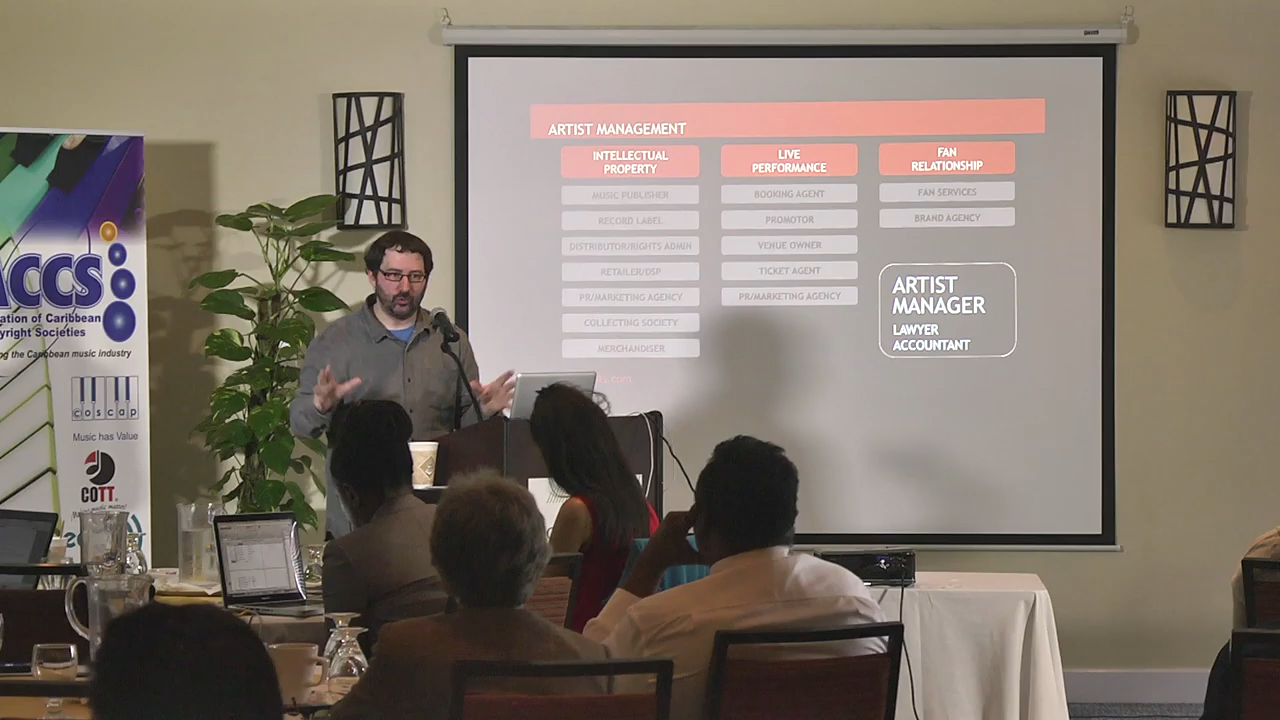 ARTIST MANAGEMENT
INTELLECTUAL
PROPERTY
MUSIC PUBLISHER
RECORD LABEL
DISTRIBUTOR/RIGHTS ADMIN
RETAILER/DSP
PR/MARKETING AGENCY
COLLECTING SOCIETY
MERCHANDISER
LIVE
PERFORMANCE
BOOKING AGENT
PROMOTOR
VENUE OWNER
TICKET AGENT
PR/MARKETING AGENCY
FAN
RELATIONSHIP
FAN SERVICES
BRAND AGENCY
ARTIST
MANAGER
LAWYER
ACCOUNTANT
ACCS
ation of Caribbean
yright Societies
ng the Caribbean music industry
coscap
Music has Value
COTT